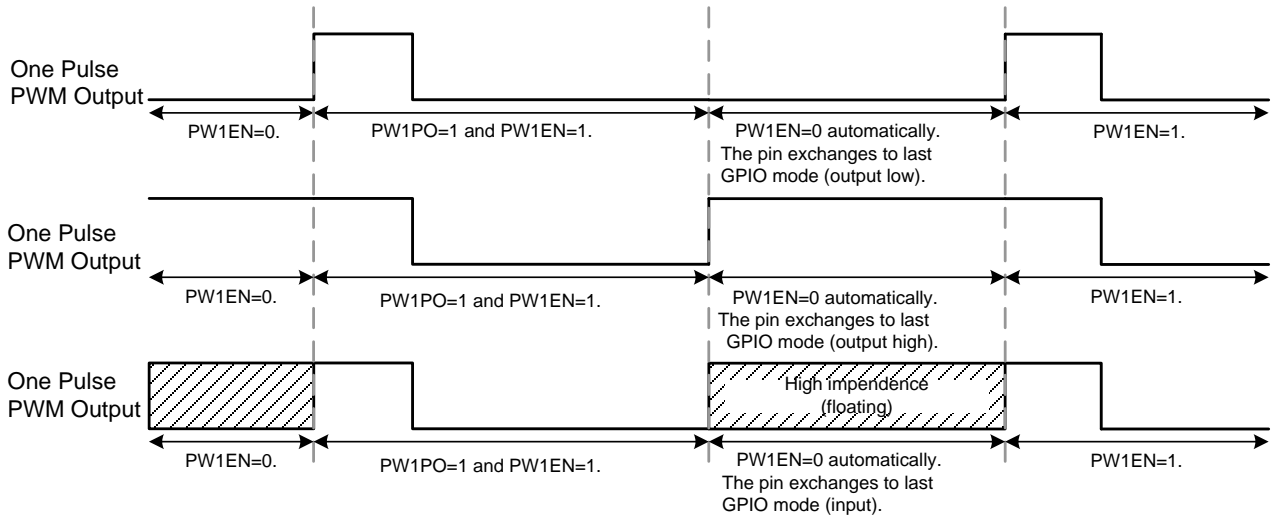 One Pulse
PWM Output
PW1EN=0.
PW1PO=1 and PW1EN=1.
PW1EN=0 automatically.
The pin exchanges to last
GPIO mode (output low).
PW1EN=1.
One Pulse
PWM Output
PW1EN=0.
PW1PO=1 and PW1EN=1.
PW1EN=0 automatically.
The pin exchanges to last
GPIO mode (output high).
PW1EN=1.
One Pulse
PWM Output
High impendence
(floating)
PW1EN=0.
PW1PO=1 and PW1EN=1.
PW1EN=0 automatically.
The pin exchanges to last
GPIO mode (input).
PW1EN=1.